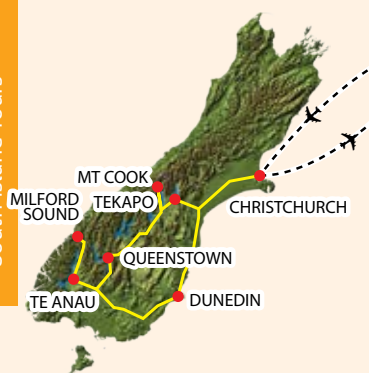 MT COOK
MILFORD
SOUND
TEKAPO
CHRISTCHURCH
QUEENSTOWN
TE ANAU
DUNEDIN